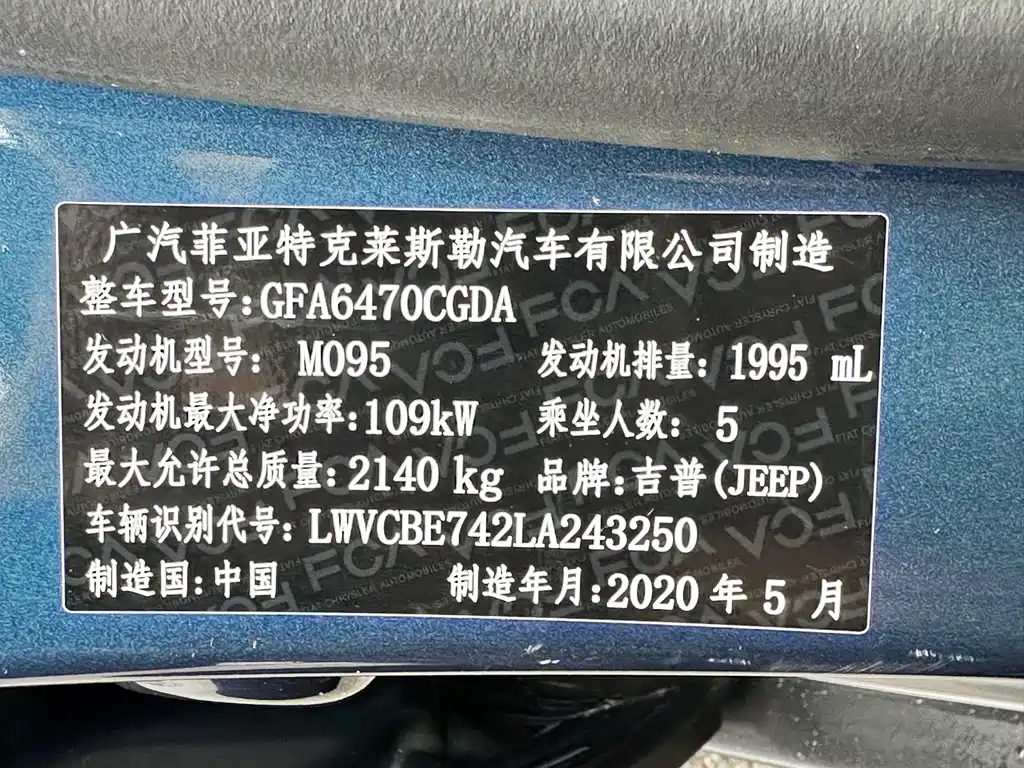 广汽菲亚特克莱斯勒汽车有限公司制造
整车型号:GFA6470CGDA
发动机型号: M095 发动机排量: 1995 mL
发动机最大净功率:109kW 乘坐人数: 5
最大允许总质量:2140 kg 品牌:吉普(JEEP)
车辆识别代号: LWVCBE742LA243250
制造国:中国 制造年月:2020 年 5 月